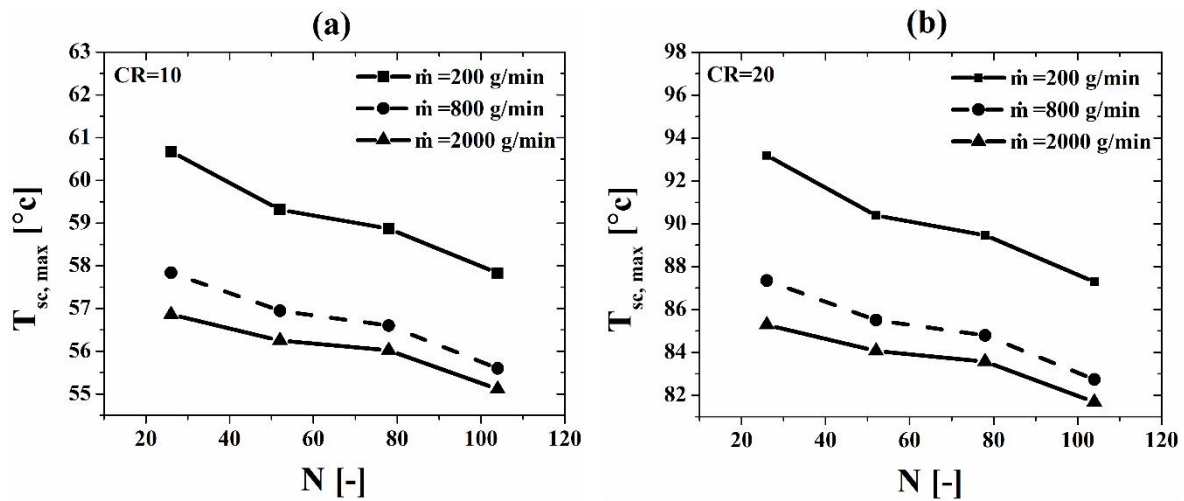 (a)
CR=10
ṁ =200 g/min
ṁ =800 g/min
ṁ =2000 g/min
63
62
61
60
59
58
57
56
55
T sc, max [°c]
20 40 60 80 100 120
N [-]
(b)
CR=20
ṁ =200 g/min
ṁ =800 g/min
ṁ =2000 g/min
98
96
94
92
90
88
86
84
82
T sc, max [°c]
20 40 60 80 100 120
N [-]